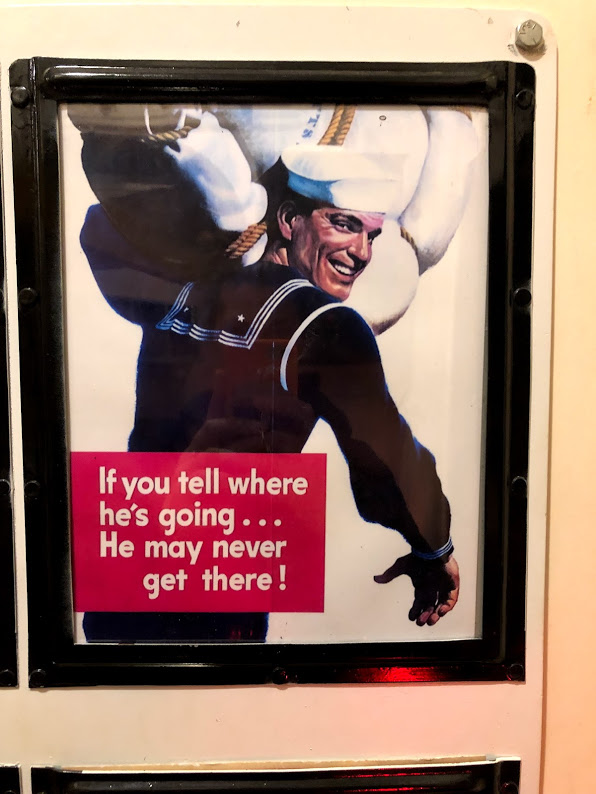 If you tell where
he's going...
He may never
get there!